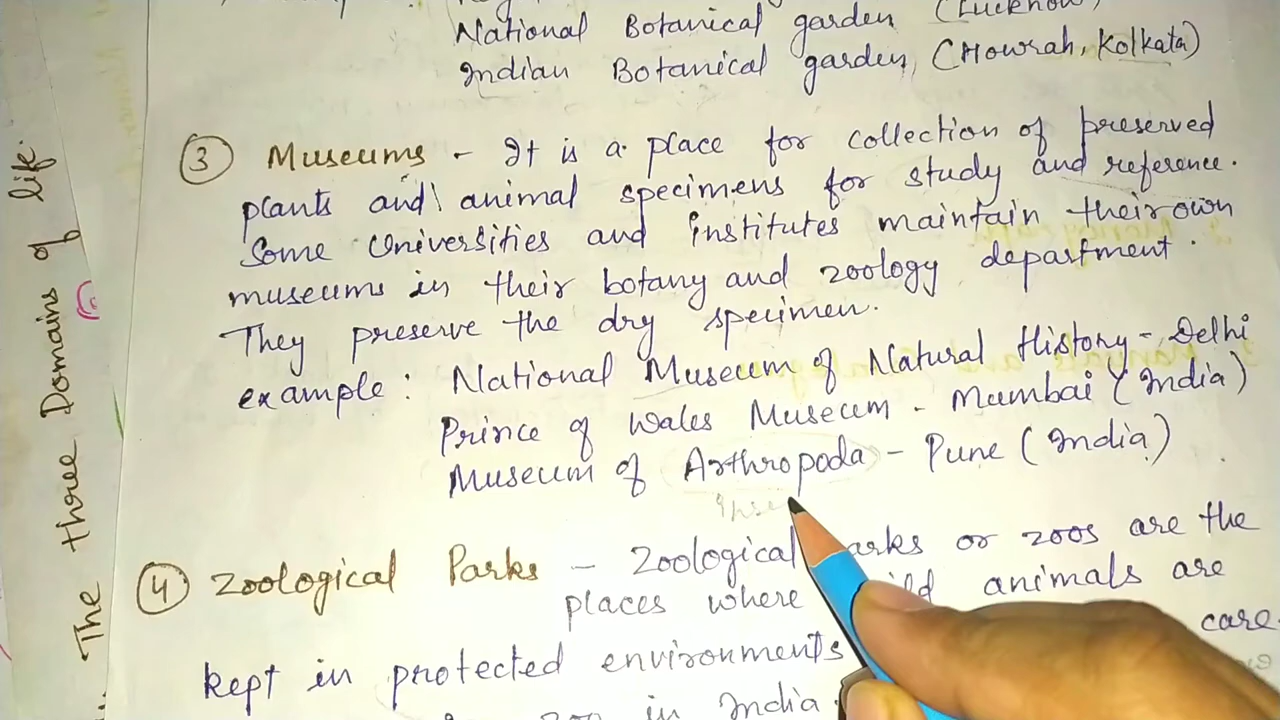 National Botanical garden (Lucknow)
Indian Botanical garden, (Howrah, Kolkata)
③ Museums - It is a place for collection of preserved
plants and animal specimens for study and reference.
Some Universities and institutes maintain their own
museums in their botany and zoology department.
They preserve the dry specimen.
example : National Museum of Natural History - Delhi
Prince of Wales Museum - Mumbai (India)
Museum of Arthropoda - Pune (India)
④ Zoological Parks - Zoological arks or zoos are the
places where animals are
kept in protected environments care.
zoo in India.
The three Domains of life.